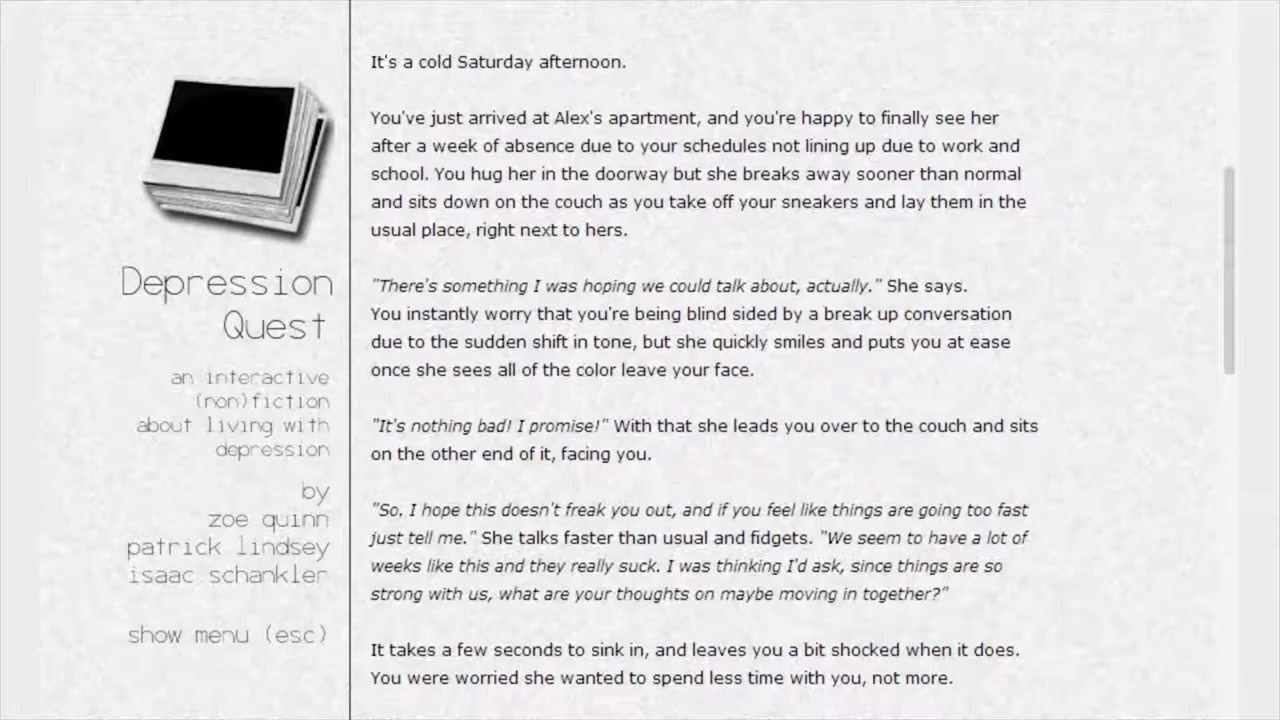 Depression
Quest
an interactive
(non)fiction
about living with
depression
by
zoe quinn
patrick lindsey
isaac schankler
show menu (esc)
It's a cold Saturday afternoon.
You've just arrived at Alex's apartment, and you're happy to finally see her
after a week of absence due to your schedules not lining up due to work and
school. You hug her in the doorway but she breaks away sooner than normal
and sits down on the couch as you take off your sneakers and lay them in the
usual place, right next to hers.
"There's something I was hoping we could talk about, actually." She says.
You instantly worry that you're being blind sided by a break up conversation
due to the sudden shift in tone, but she quickly smiles and puts you at ease
once she sees all of the color leave your face.
"It's nothing bad! I promise!" With that she leads you over to the couch and sits
on the other end of it, facing you.
"So. I hope this doesn't freak you out, and if you feel like things are going too fast
just tell me." She talks faster than usual and fidgets. "We seem to have a lot of
weeks like this and they really suck. I was thinking I'd ask, since things are so
strong with us, what are your thoughts on maybe moving in together?"
It takes a few seconds to sink in, and leaves you a bit shocked when it does.
You were worried she wanted to spend less time with you, not more.